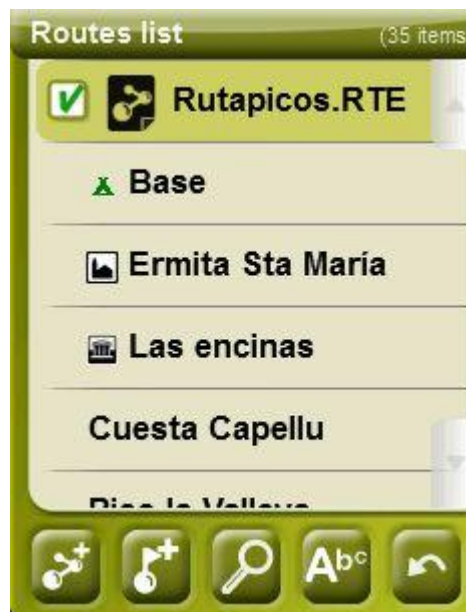 Routes list
(35 items
Rutapicos.RTE
Base
Ermita Sta María
Las encinas
Cuesta Capellu
Abc